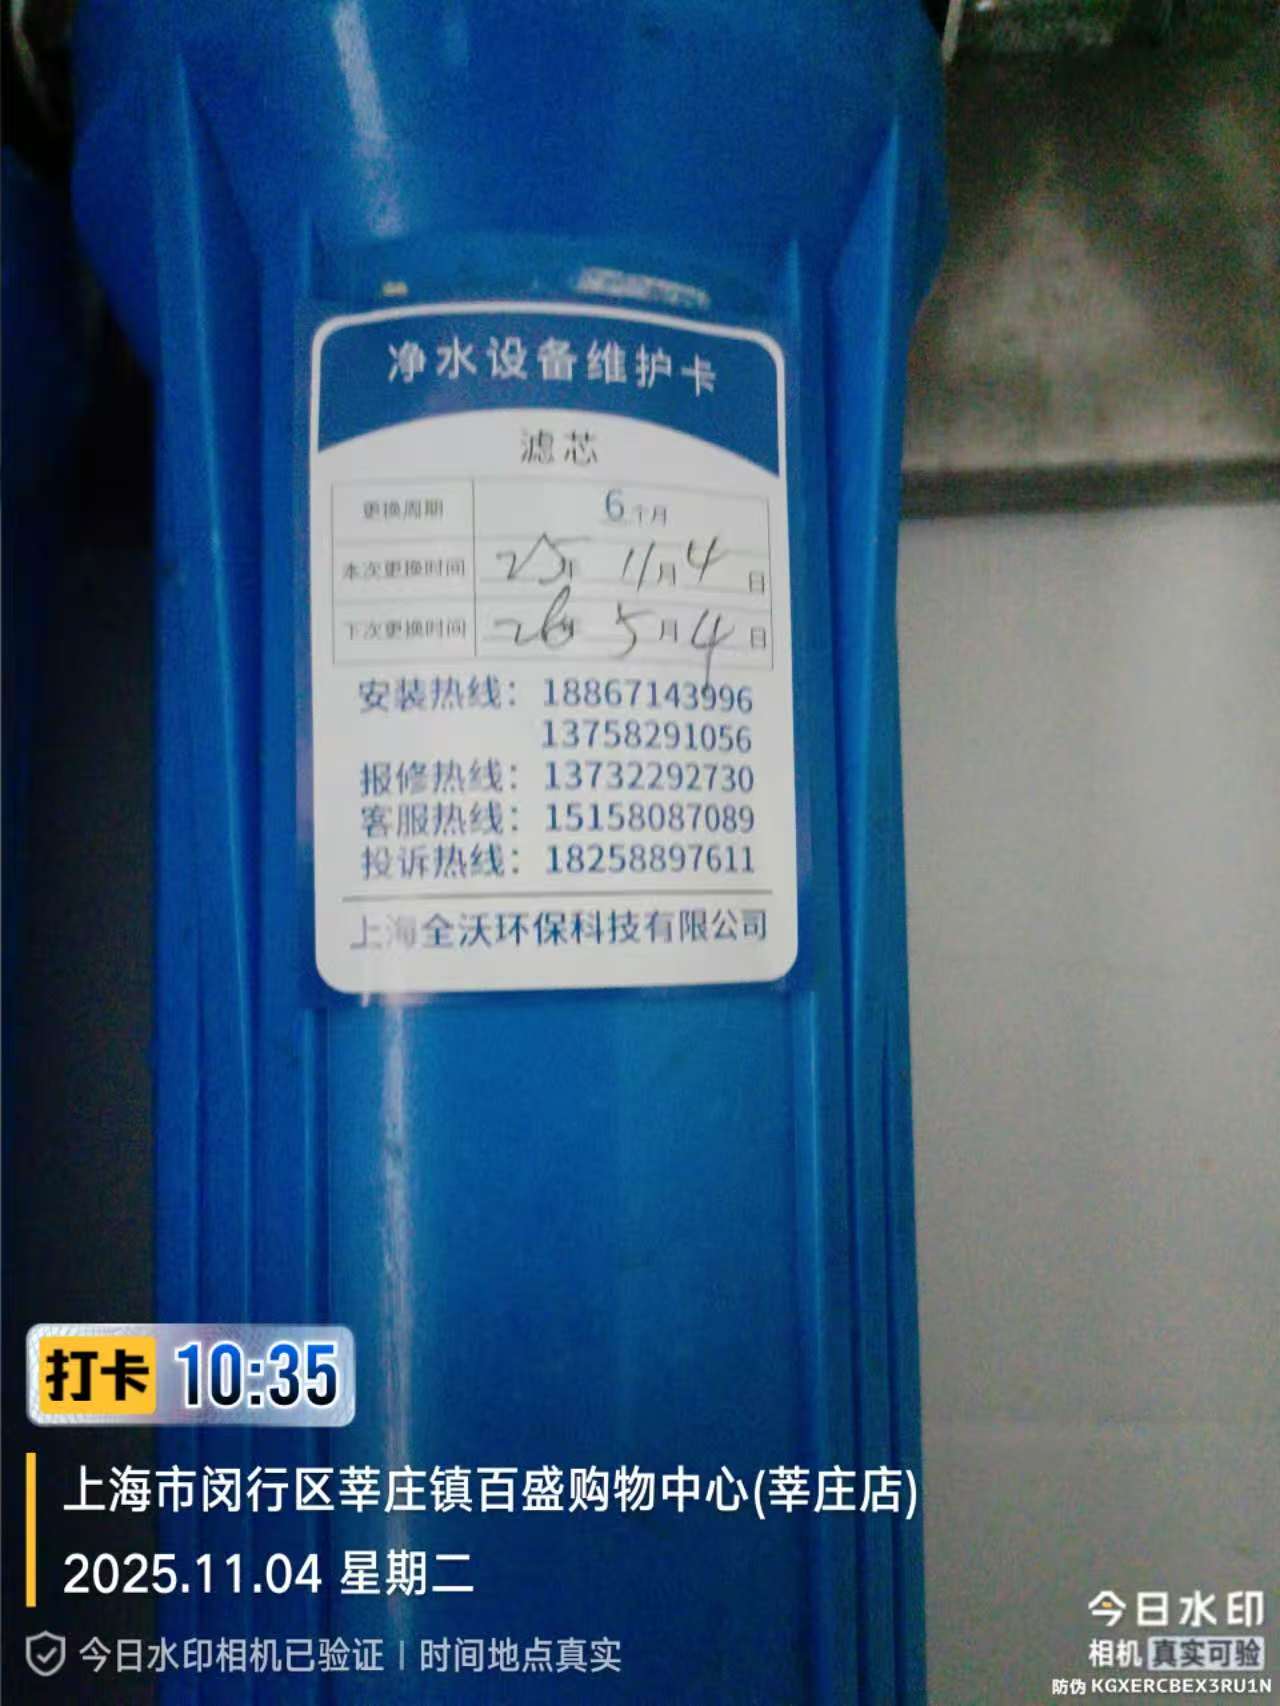 净水设备维护卡
滤芯
更换周期 6个月
本次更换时间 25年 11月4日
下次更换时间 26年 5月4日
安装热线：18867143996
13758291056
报修热线：13732292730
客服热线：15158087089
投诉热线：18258897611
上海全沃环保科技有限公司
打卡 10:35
上海市闵行区莘庄镇百盛购物中心(莘庄店)
2025.11.04 星期二
今日水印相机已验证 | 时间地点真实
今日水印
相机 真实可验
防伪 KGXERCBEX3RU1N